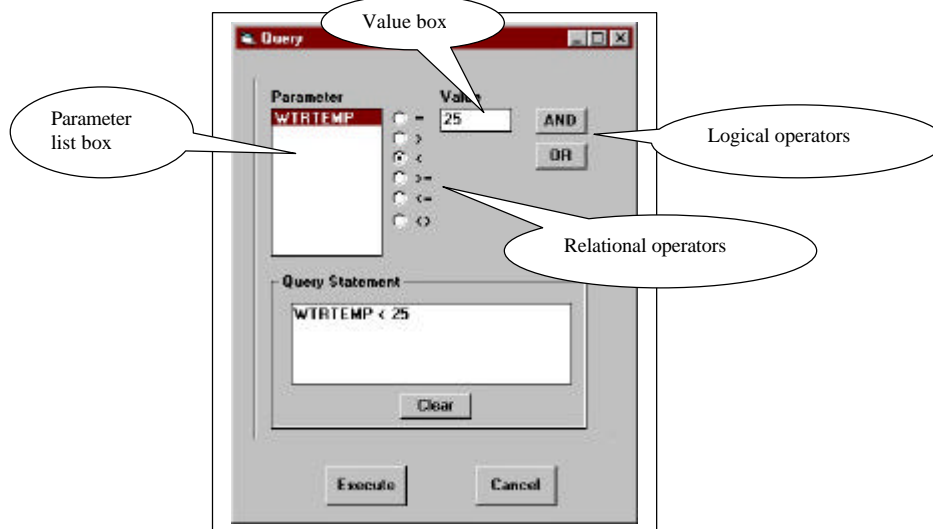 Value box
Query
Parameter
Value
WTRTEMP
25
=
>
<
>=
<=
<>
AND
OR
Parameter
list box
Logical operators
Relational operators
Query Statement
WTRTEMP < 25
Clear
Execute
Cancel